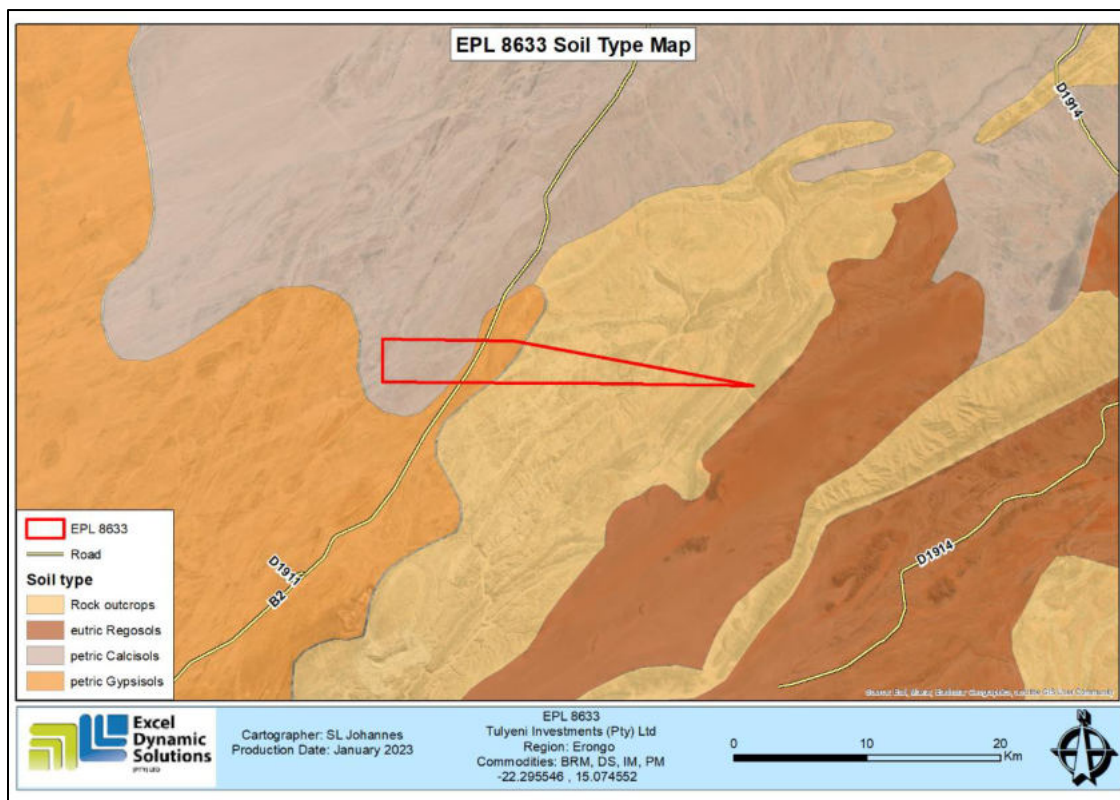 EPL 8633 Soil Type Map
D1914
D1911
B2
D1914
EPL 8633
Road
Soil type
Rock outcrops
eutric Regosols
petric Calcisols
petric Gypsisols
Excel
Dynamic
Solutions
(PTY) LTD
Cartographer: SL Johannes
Production Date: January 2023
EPL 8633
Tulyeni Investments (Pty) Ltd
Region: Erongo
Commodities: BRM, DS, IM, PM
-22.295546 , 15.074552
0 10 20
Km
N